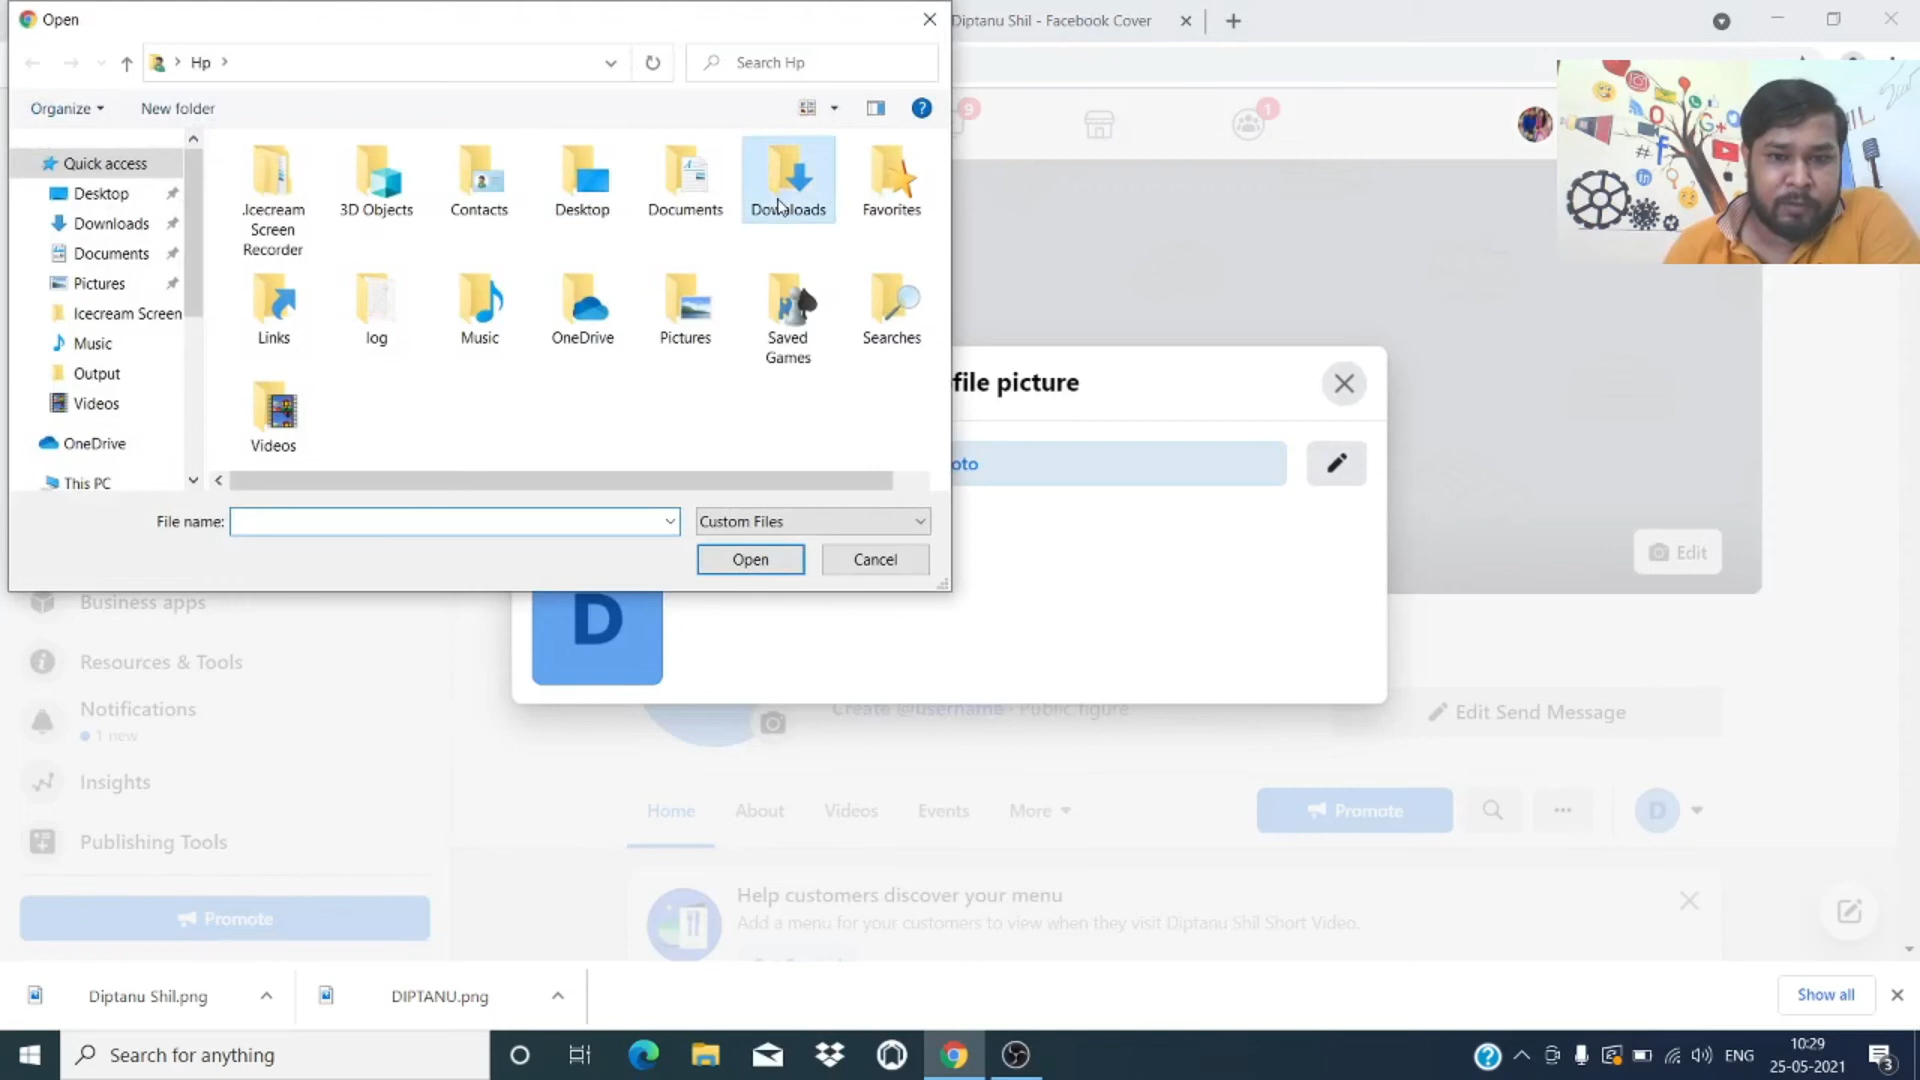 Open
Diptanu Shil - Facebook Cover
Hp
Search Hp
Organize
New folder
9
1
Quick access
Desktop
Downloads
Documents
Pictures
Icecream Screen
Music
Output
Videos
OneDrive
This PC
.Icecream
Screen
Recorder
3D Objects
Contacts
Desktop
Documents
Downloads
Favorites
Links
log
Music
OneDrive
Pictures
Saved
Games
Searches
Videos
File name:
Custom Files
Open
Cancel
file picture
oto
Edit
D
Business apps
Resources & Tools
Notifications
1 new
Insights
Publishing Tools
Promote
Create @username · Public figure
Edit Send Message
Home
About
Videos
Events
More
Promote
D
Help customers discover your menu
Add a menu for your customers to view when they visit Diptanu Shil Short Video.
Diptanu Shil.png
DIPTANU.png
Show all
Search for anything
ENG
10:29
25-05-2021
3